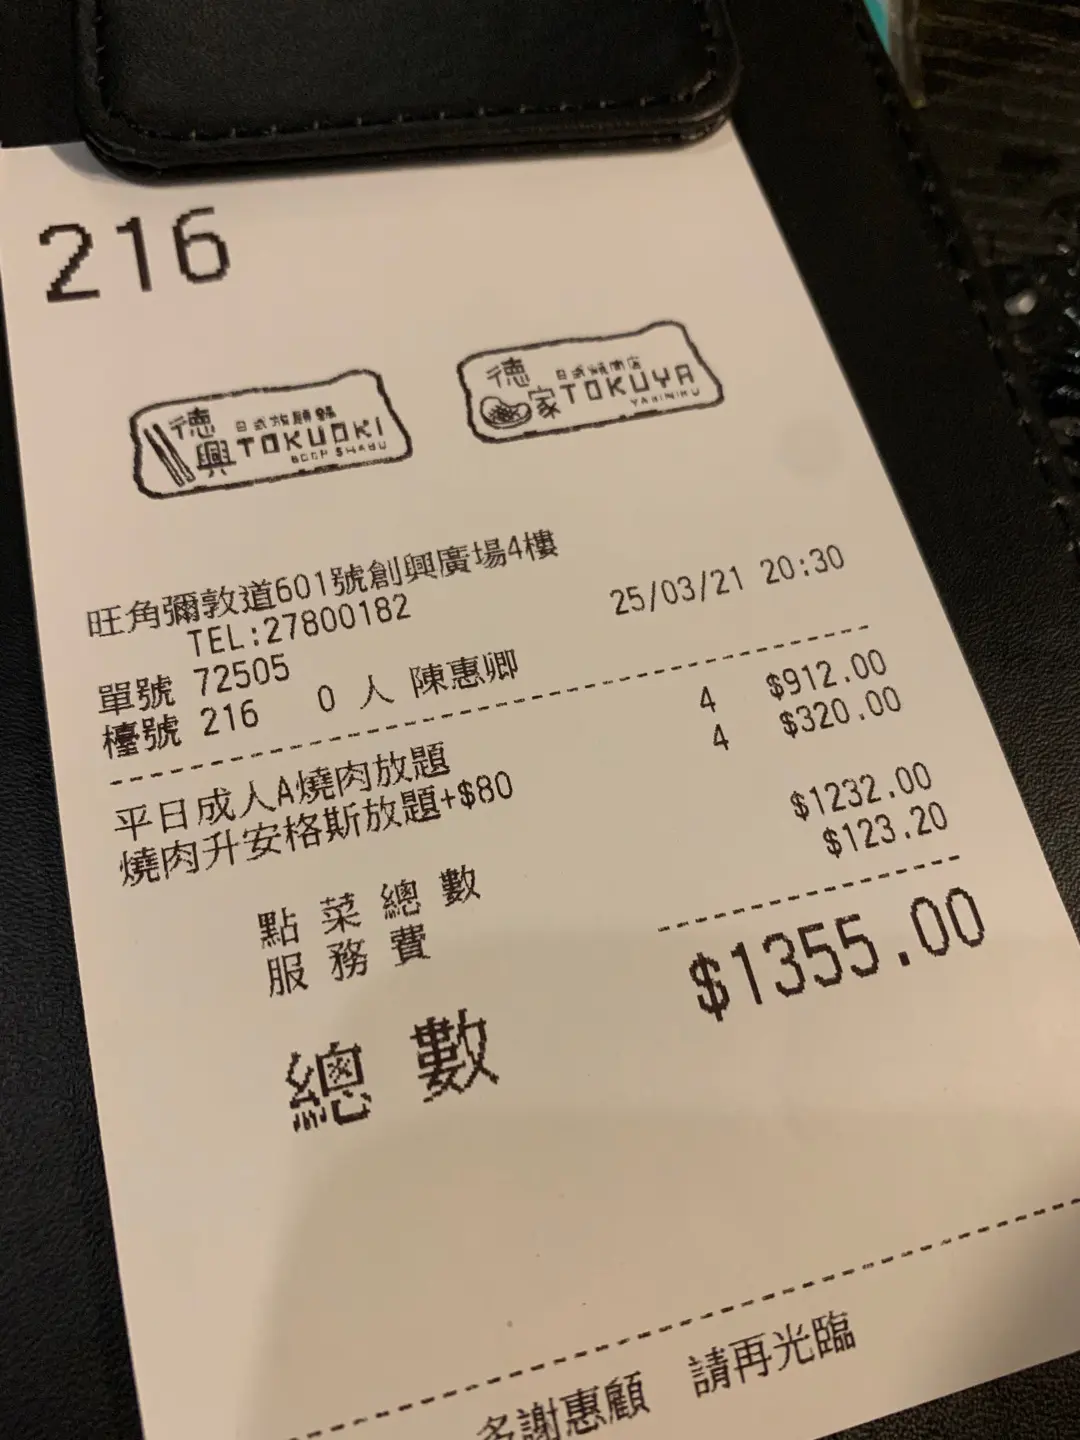 216
德興 日式放題鍋 TOKUOKI
德家 日式燒肉店 TOKUYA YAKINIKU
旺角彌敦道601號創興廣場4樓
TEL:27800182
25/03/21 20:30
單號 72505
檯號 216 0 人 陳惠卿
平日成人A燒肉放題 4 $912.00
燒肉升安格斯放題+$80 4 $320.00
點菜總數 $1232.00
服務費 $123.20
總數 $1355.00
多謝惠顧 請再光臨